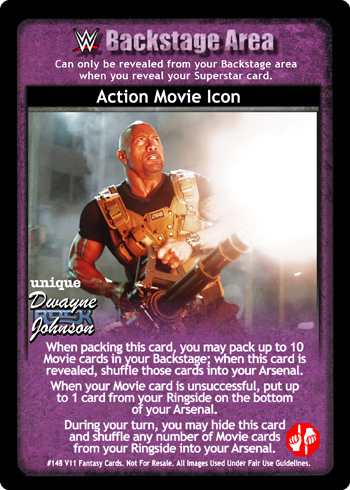 W Backstage Area
Can only be revealed from your Backstage area
when you reveal your Superstar card.
Action Movie Icon
unique
Dwayne
ROCK
Johnson
When packing this card, you may pack up to 10
Movie cards in your Backstage; when this card is
revealed, shuffle those cards into your Arsenal.
When your Movie card is unsuccessful, put up
to 1 card from your Ringside on the bottom
of your Arsenal.
During your turn, you may hide this card
and shuffle any number of Movie cards
from your Ringside into your Arsenal.
#148 V11 Fantasy Cards. Not For Resale. All Images Used Under Fair Use Guidelines.